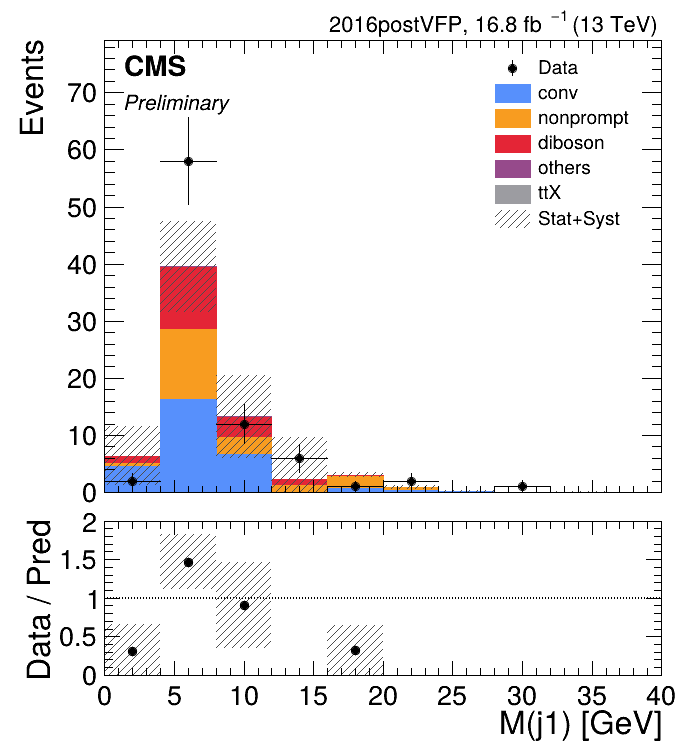 2016postVFP, 16.8 fb⁻¹ (13 TeV)
CMS
Preliminary
Events
70
60
50
40
30
20
10
0
Data
conv
nonprompt
diboson
others
ttX
Stat+Syst
Data / Pred
2
1.5
1
0.5
0
0 5 10 15 20 25 30 35 40
M(j1) [GeV]